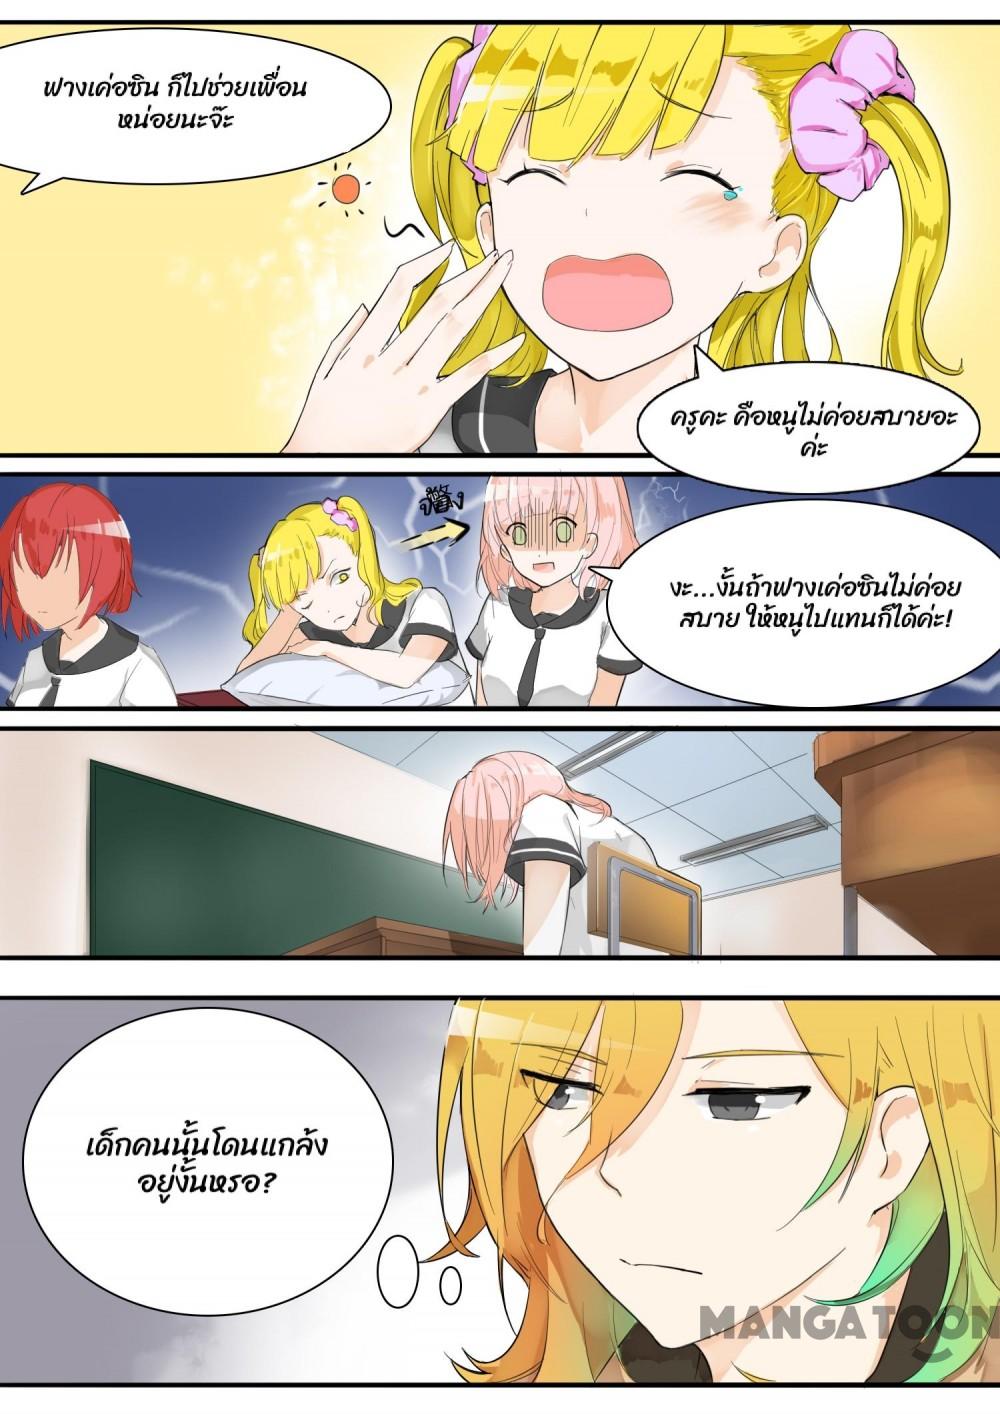 ฟางเค่อซิน ก็ไปช่วยเพื่อน
หน่อยนะจ๊ะ
ครูคะ คือหนูไม่ค่อยสบายอะ
ค่ะ
งะ...งั้นถ้าฟางเค่อซินไม่ค่อย
สบาย ให้หนูไปแทนก็ได้ค่ะ!
เด็กคนนั้นโดนแกล้ง
อยู่งั้นหรอ?
MANGATOON